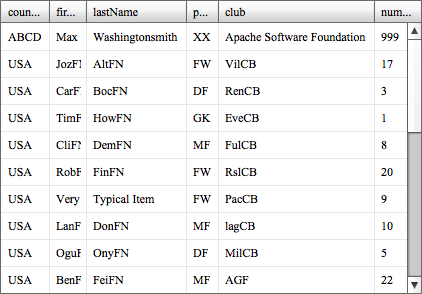 coun... fir... lastName p... club num...
ABCD Max Washingtonsmith XX Apache Software Foundation 999
USA JozFN AltFN FW VilCB 17
USA CarF BocFN DF RenCB 3
USA TimF HowFN GK EveCB 1
USA CliFN DemFN MF FulCB 8
USA RobF FinFN FW RslCB 20
USA Very Typical Item FW PacCB 9
USA LanF DonFN MF lagCB 10
USA OguF OnyFN DF MilCB 5
USA BenF FeiFN MF AGF 22